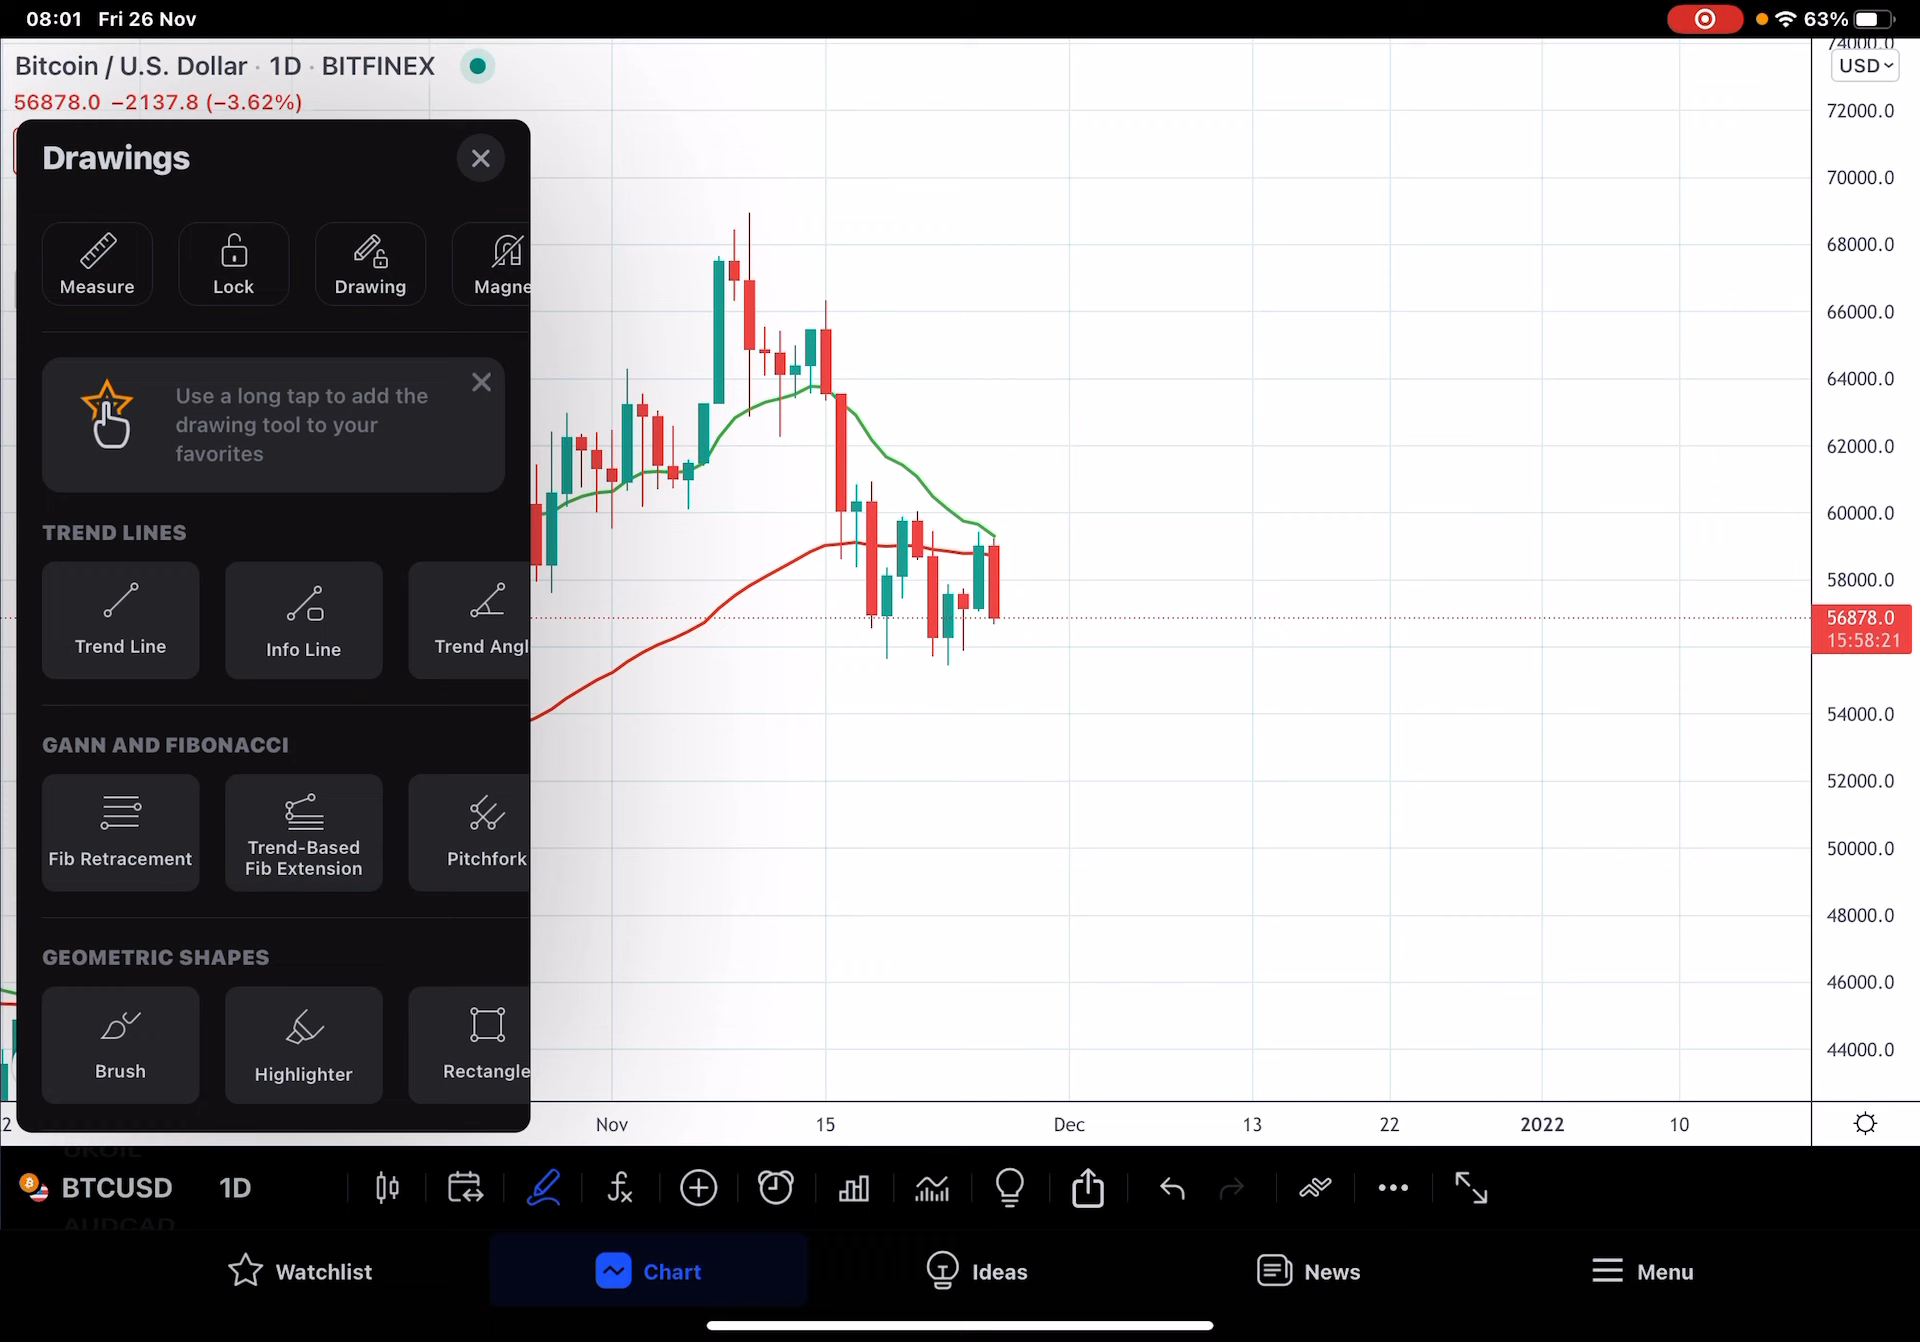 08:01 Fri 26 Nov
63%
Bitcoin / U.S. Dollar · 1D · BITFINEX
56878.0 −2137.8 (−3.62%)
USD
74000.0
72000.0
70000.0
68000.0
66000.0
64000.0
62000.0
60000.0
58000.0
56878.0
15:58:21
54000.0
52000.0
50000.0
48000.0
46000.0
44000.0
Drawings
Measure
Lock
Drawing
Magne
Use a long tap to add the
drawing tool to your
favorites
TREND LINES
Trend Line
Info Line
Trend Angl
GANN AND FIBONACCI
Fib Retracement
Trend-Based
Fib Extension
Pitchfork
GEOMETRIC SHAPES
Brush
Highlighter
Rectangle
2 Nov 15 Dec 13 22 2022 10
UKOIL
BTCUSD 1D
AUDCAD
Watchlist
Chart
Ideas
News
Menu